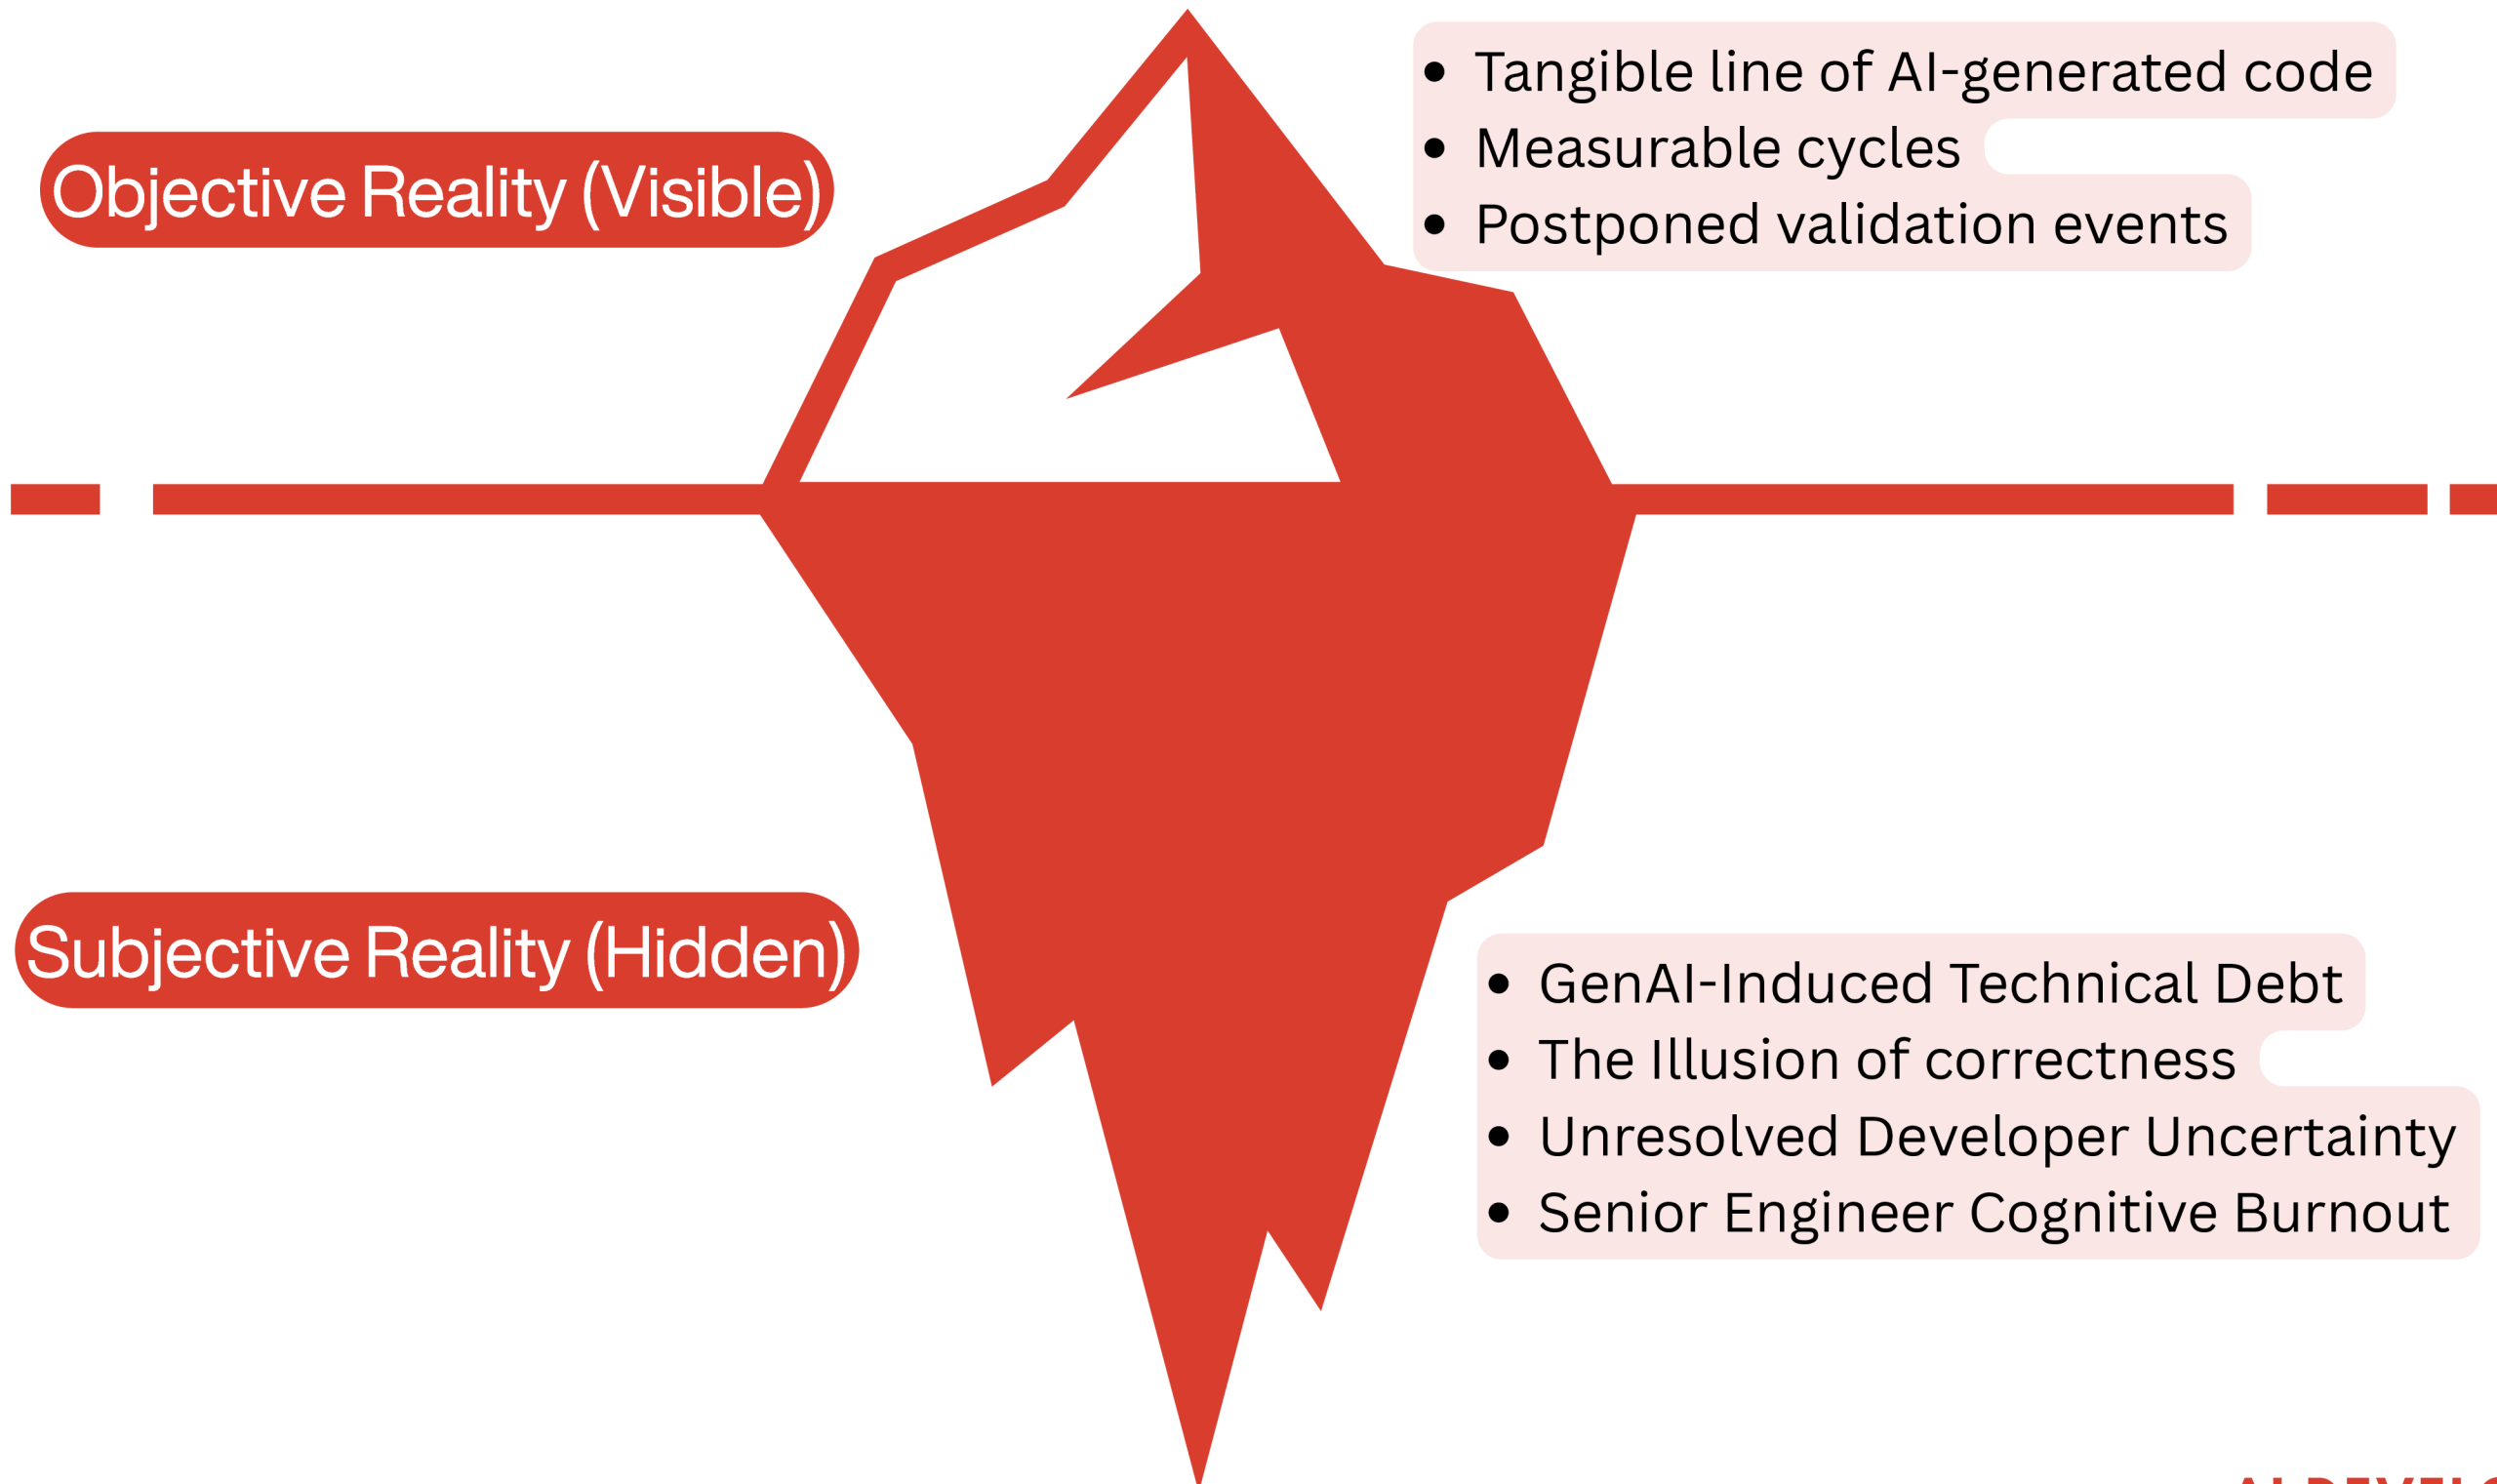 Objective Reality (Visible)
• Tangible line of AI-generated code
• Measurable cycles
• Postponed validation events
Subjective Reality (Hidden)
• GenAI-Induced Technical Debt
• The Illusion of correctness
• Unresolved Developer Uncertainty
• Senior Engineer Cognitive Burnout